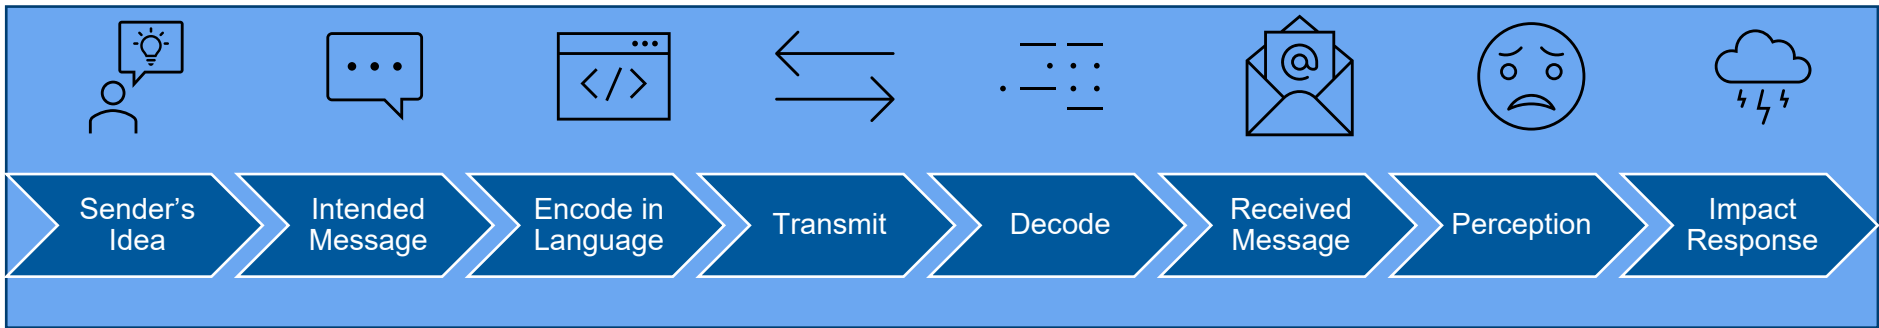 Sender’s
Idea
Intended
Message
Encode in
Language
Transmit
Decode
Received
Message
Perception
Impact
Response